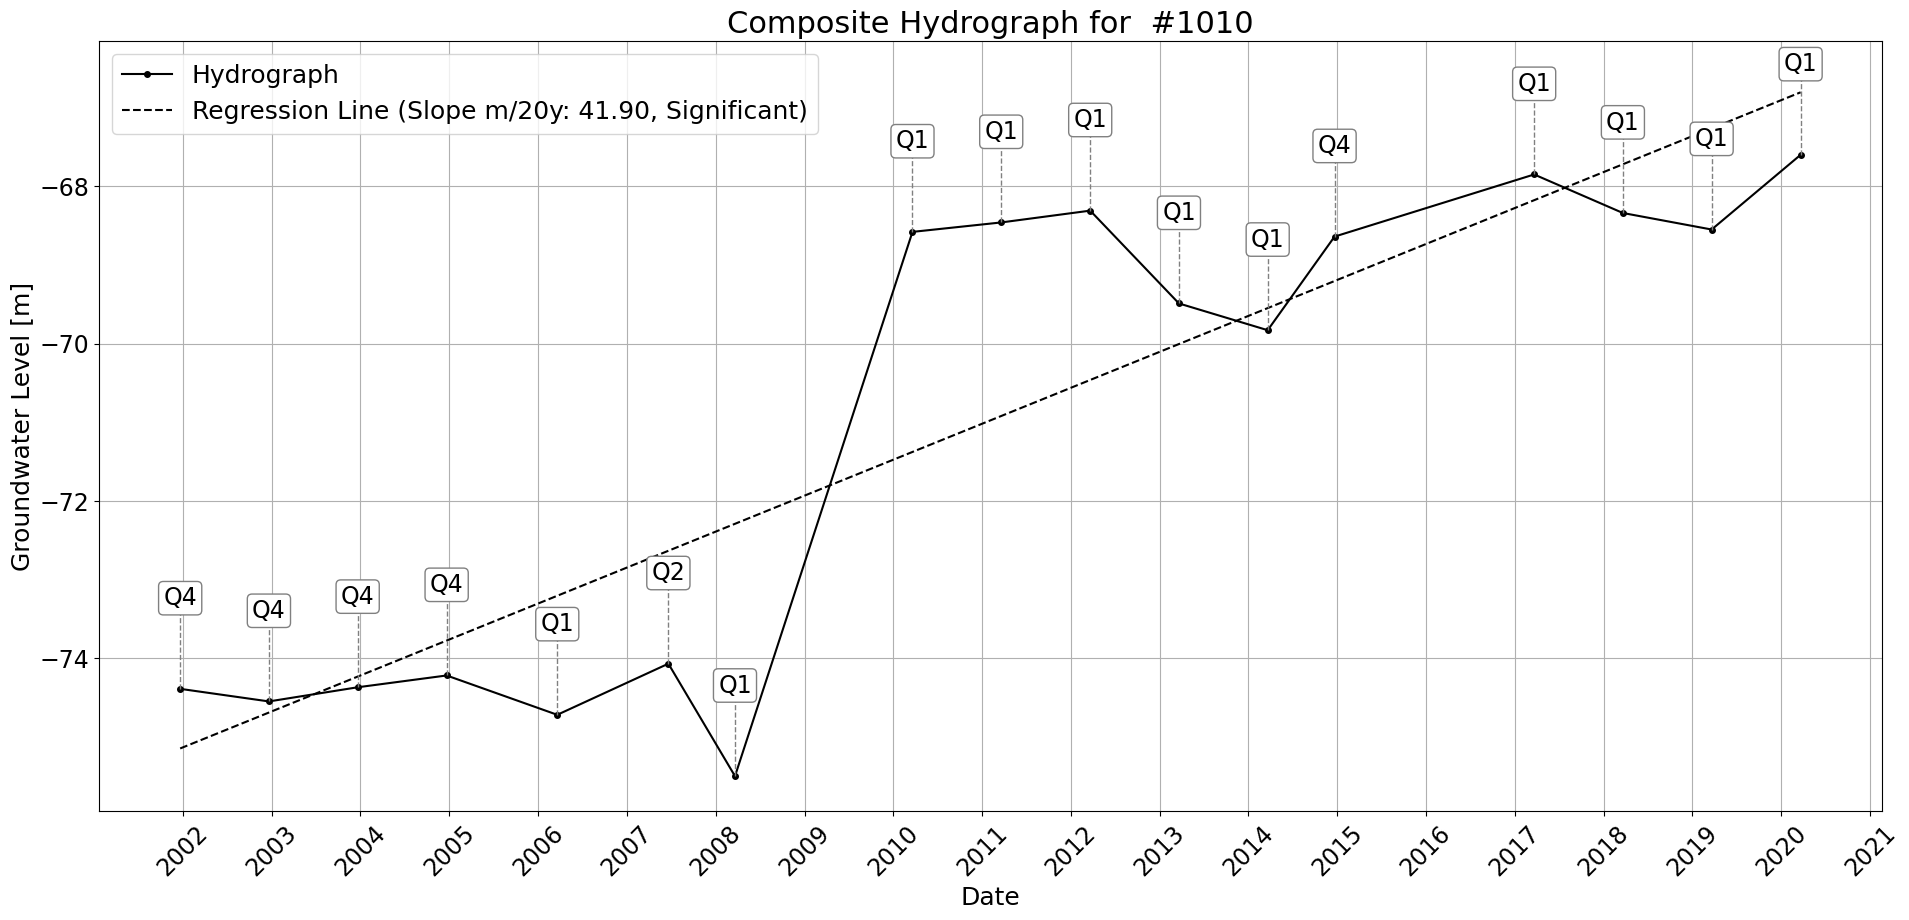 Composite Hydrograph for  #1010
Hydrograph
Regression Line (Slope m/20y: 41.90, Significant)
Q1
Q1
Q1
Q1
Q1
Q1
Q1
Q4
Q1
Q1
Q1
Q4
Q4
Q4
Q4
Q1
Q2
Q1
Groundwater Level [m]
−68
−70
−72
−74
2002
2003
2004
2005
2006
2007
2008
2009
2010
2011
2012
2013
2014
2015
2016
2017
2018
2019
2020
2021
Date